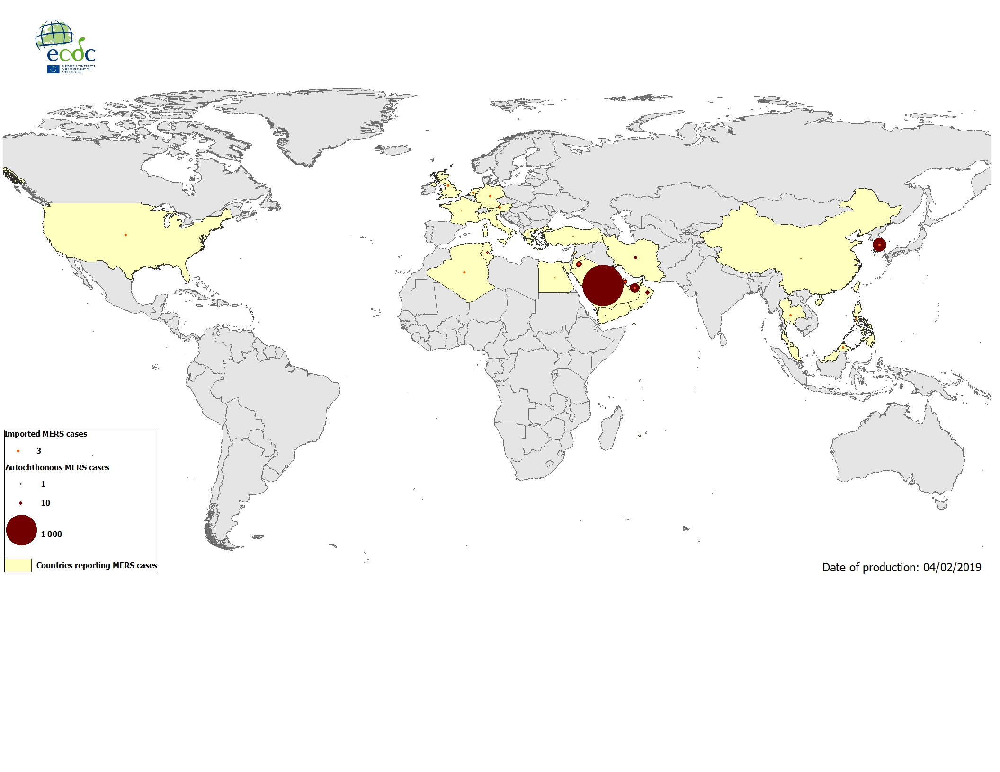 ecdc
EUROPEAN CENTRE FOR
DISEASE PREVENTION
AND CONTROL
Imported MERS cases
3
Autochthonous MERS cases
1
10
1 000
Countries reporting MERS cases
Date of production: 04/02/2019